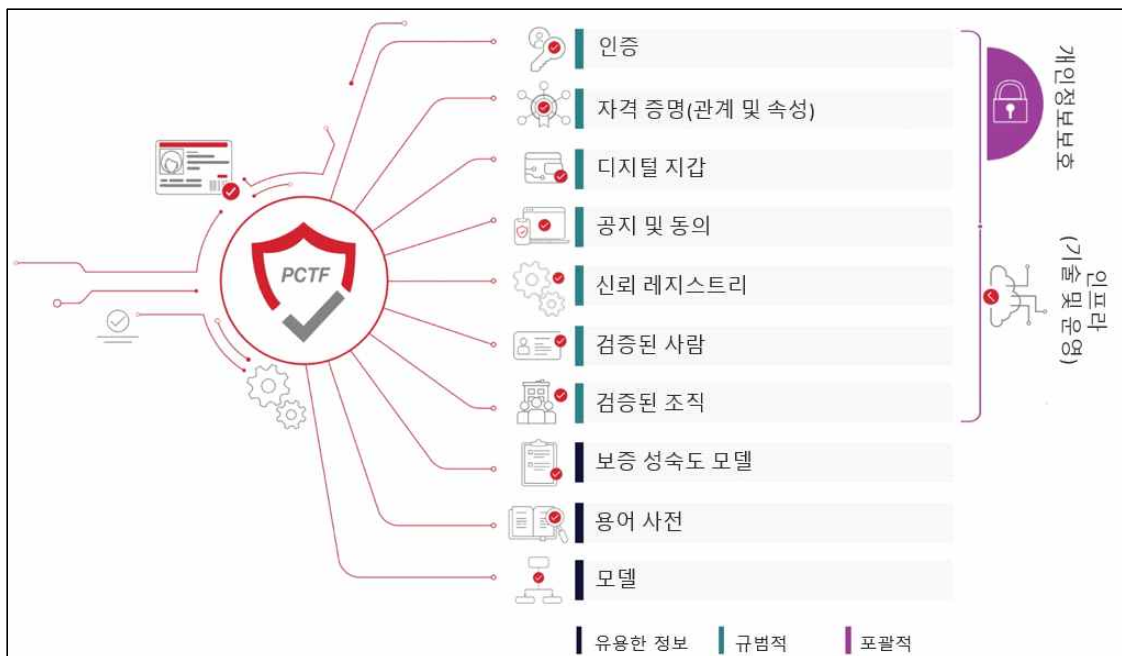 인증
자격 증명(관계 및 속성)
디지털 지갑
공지 및 동의
신뢰 레지스트리
검증된 사람
검증된 조직
보증 성숙도 모델
용어 사전
모델
PCTF
개인정보보호
인프라
(기술 및 운영)
유용한 정보
규범적
포괄적